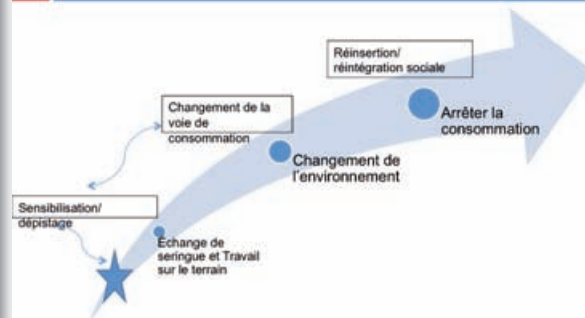 Réinsertion/
réintégration sociale
Changement de la
voie de
consommation
Arrêter la
consommation
Changement de
l'environnement
Sensibilisation/
dépistage
Échange de
seringue et Travail
sur le terrain